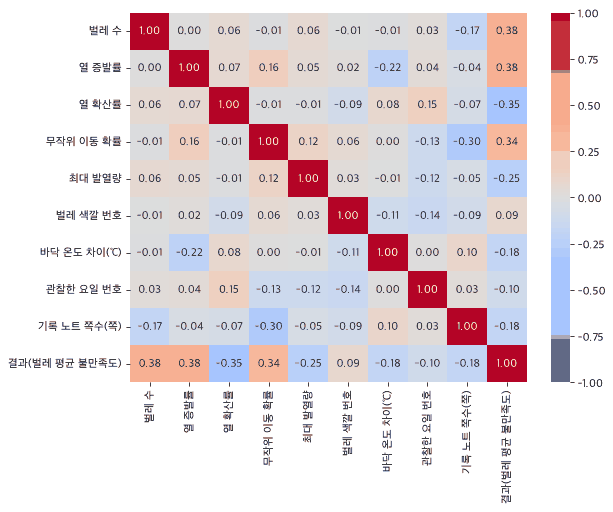 벌레 수 1.00 0.00 0.06 -0.01 0.06 -0.01 -0.01 0.03 -0.17 0.38
열 증발률 0.00 1.00 0.07 0.16 0.05 0.02 -0.22 0.04 -0.04 0.38
열 확산률 0.06 0.07 1.00 -0.01 -0.01 -0.09 0.08 0.15 -0.07 -0.35
무작위 이동 확률 -0.01 0.16 -0.01 1.00 0.12 0.06 0.00 -0.13 -0.30 0.34
최대 발열량 0.06 0.05 -0.01 0.12 1.00 0.03 -0.01 -0.12 -0.05 -0.25
벌레 색깔 번호 -0.01 0.02 -0.09 0.06 0.03 1.00 -0.11 -0.14 -0.09 0.09
바닥 온도 차이(℃) -0.01 -0.22 0.08 0.00 -0.01 -0.11 1.00 0.00 0.10 -0.18
관찰한 요일 번호 0.03 0.04 0.15 -0.13 -0.12 -0.14 0.00 1.00 0.03 -0.10
기록 노트 쪽수(쪽) -0.17 -0.04 -0.07 -0.30 -0.05 -0.09 0.10 0.03 1.00 -0.18
결과(벌레 평균 불만족도) 0.38 0.38 -0.35 0.34 -0.25 0.09 -0.18 -0.10 -0.18 1.00
벌레 수
열 증발률
열 확산률
무작위 이동 확률
최대 발열량
벌레 색깔 번호
바닥 온도 차이(℃)
관찰한 요일 번호
기록 노트 쪽수(쪽)
결과(벌레 평균 불만족도)
1.00
0.75
0.50
0.25
0.00
-0.25
-0.50
-0.75
-1.00